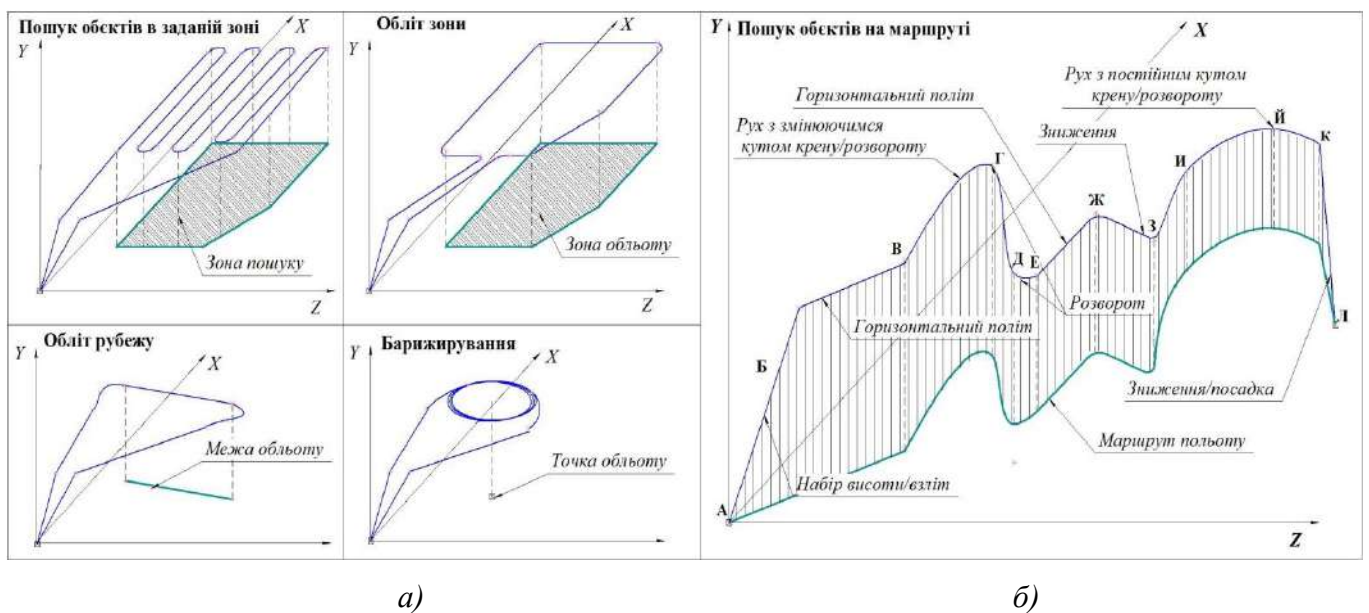 Пошук обєктів в заданій зоні
Y
X
Зона пошуку
Z
Обліт зони
Y
X
Зона обльоту
Z
Обліт рубежу
Y
X
Межа обльоту
Барижирування
Y
X
Точка обльоту
а)
Y
Пошук обєктів на маршруті
X
Рух з постійним кутом
крену/розвороту
Горизонтальний політ
Рух з змінюючимся
кутом крену/розвороту
Зниження
Й
К
И
Г
Ж
З
В
Д
Е
Розворот
Л
Горизонтальний політ
Б
Зниження/посадка
Маршрут польоту
Набір висоти/взліт
А
Z
б)